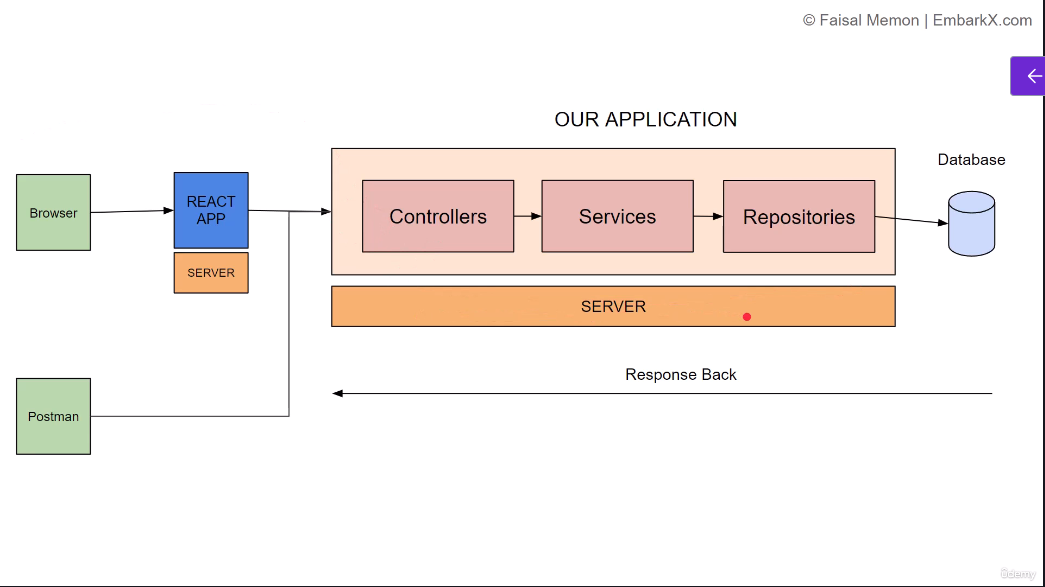 © Faisal Memon | EmbarkX.com
OUR APPLICATION
Database
Browser
REACT
APP
SERVER
Controllers
Services
Repositories
SERVER
Response Back
Postman
Udemy